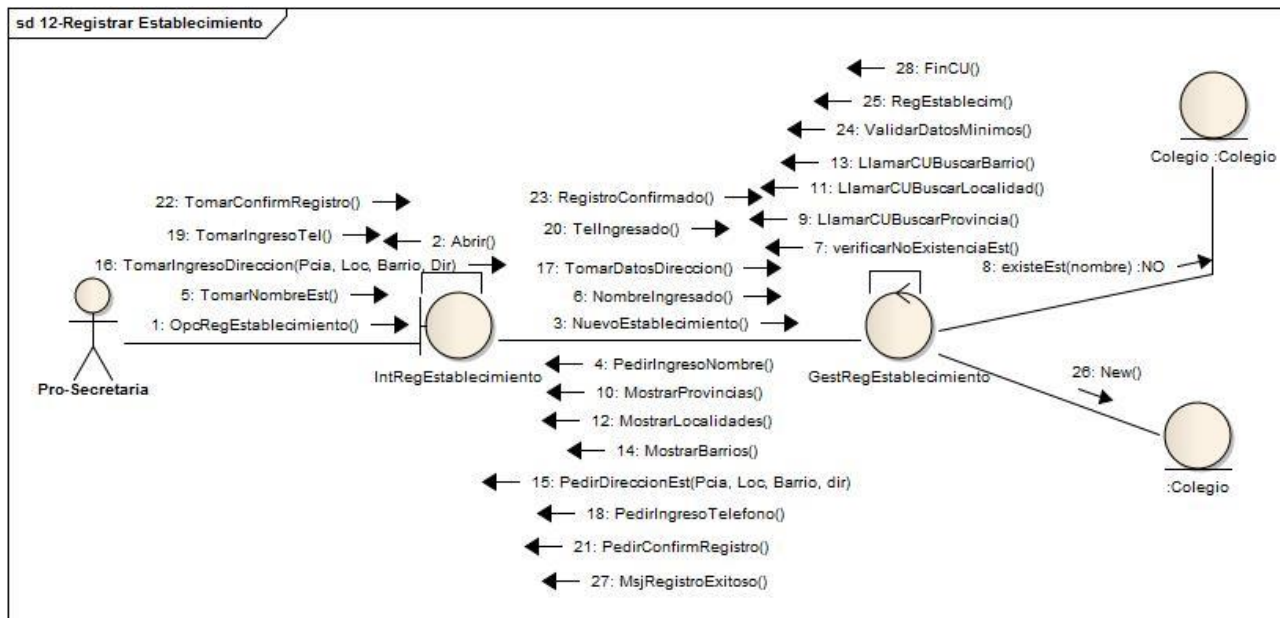 sd 12-Registrar Establecimiento
28: FinCU()
25: RegEstablecim()
24: ValidarDatosMinimos()
13: LlamarCUBuscarBarrio()
Colegio :Colegio
22: TomarConfirmRegistro()
23: RegistroConfirmado()
11: LlamarCUBuscarLocalidad()
19: TomarIngresoTel()
2: Abrir()
20: TelIngresado()
9: LlamarCUBuscarProvincia()
7: verificarNoExistenciaEst()
16: TomarIngresoDireccion(Pcia, Loc, Barrio, Dir)
17: TomarDatosDireccion()
8: existeEst(nombre) :NO
5: TomarNombreEst()
6: NombreIngresado()
1: OpcRegEstablecimiento()
3: NuevoEstablecimiento()
Pro-Secretaria
IntRegEstablecimiento
4: PedirIngresoNombre()
GestRegEstablecimiento
26: New()
10: MostrarProvincias()
12: MostrarLocalidades()
14: MostrarBarrios()
15: PedirDireccionEst(Pcia, Loc, Barrio, dir)
:Colegio
18: PedirIngresoTelefono()
21: PedirConfirmRegistro()
27: MsjRegistroExitoso()